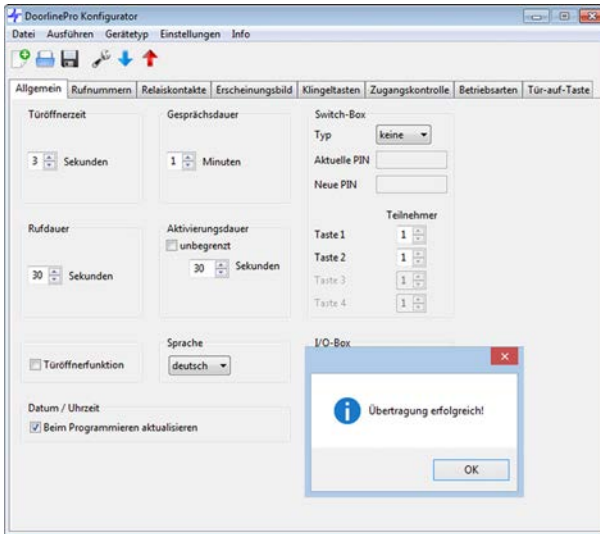 DoorlinePro Konfigurator
Datei Ausführen Gerätetyp Einstellungen Info
Allgemein Rufnummern Relaiskontakte Erscheinungsbild Klingeltasten Zugangskontrolle Betriebsarten Tür-auf-Taste
Türöffnerzeit
3 Sekunden
Gesprächsdauer
1 Minuten
Switch-Box
Typ keine
Aktuelle PIN
Neue PIN
Teilnehmer
Taste 1 1
Taste 2 1
Taste 3 1
Taste 4 1
Rufdauer
30 Sekunden
Aktivierungsdauer
unbegrenzt
30 Sekunden
Türöffnerfunktion
Sprache
deutsch
I/O-Box
Datum / Uhrzeit
Beim Programmieren aktualisieren
Übertragung erfolgreich!
OK